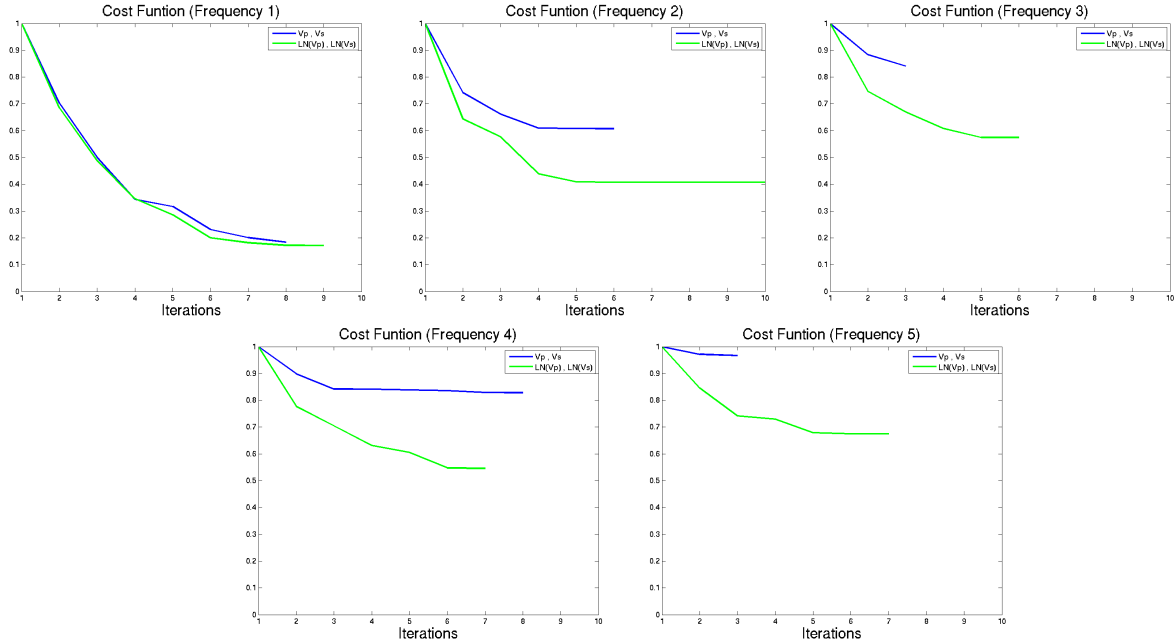 Cost Funtion (Frequency 1)
Vp , Vs
LN(Vp) , LN(Vs)
1
0.9
0.8
0.7
0.6
0.5
0.4
0.3
0.2
0.1
0
1 2 3 4 5 6 7 8 9 10
Iterations
Cost Funtion (Frequency 2)
Vp , Vs
LN(Vp) , LN(Vs)
1
0.9
0.8
0.7
0.6
0.5
0.4
0.3
0.2
0.1
0
1 2 3 4 5 6 7 8 9 10
Iterations
Cost Funtion (Frequency 3)
Vp , Vs
LN(Vp) , LN(Vs)
1
0.9
0.8
0.7
0.6
0.5
0.4
0.3
0.2
0.1
0
1 2 3 4 5 6 7 8 9 10
Iterations
Cost Funtion (Frequency 4)
Vp , Vs
LN(Vp) , LN(Vs)
1
0.9
0.8
0.7
0.6
0.5
0.4
0.3
0.2
0.1
0
1 2 3 4 5 6 7 8 9 10
Iterations
Cost Funtion (Frequency 5)
Vp , Vs
LN(Vp) , LN(Vs)
1
0.9
0.8
0.7
0.6
0.5
0.4
0.3
0.2
0.1
0
1 2 3 4 5 6 7 8 9 10
Iterations